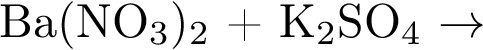 Ba(NO₃)₂ + K₂SO₄ →